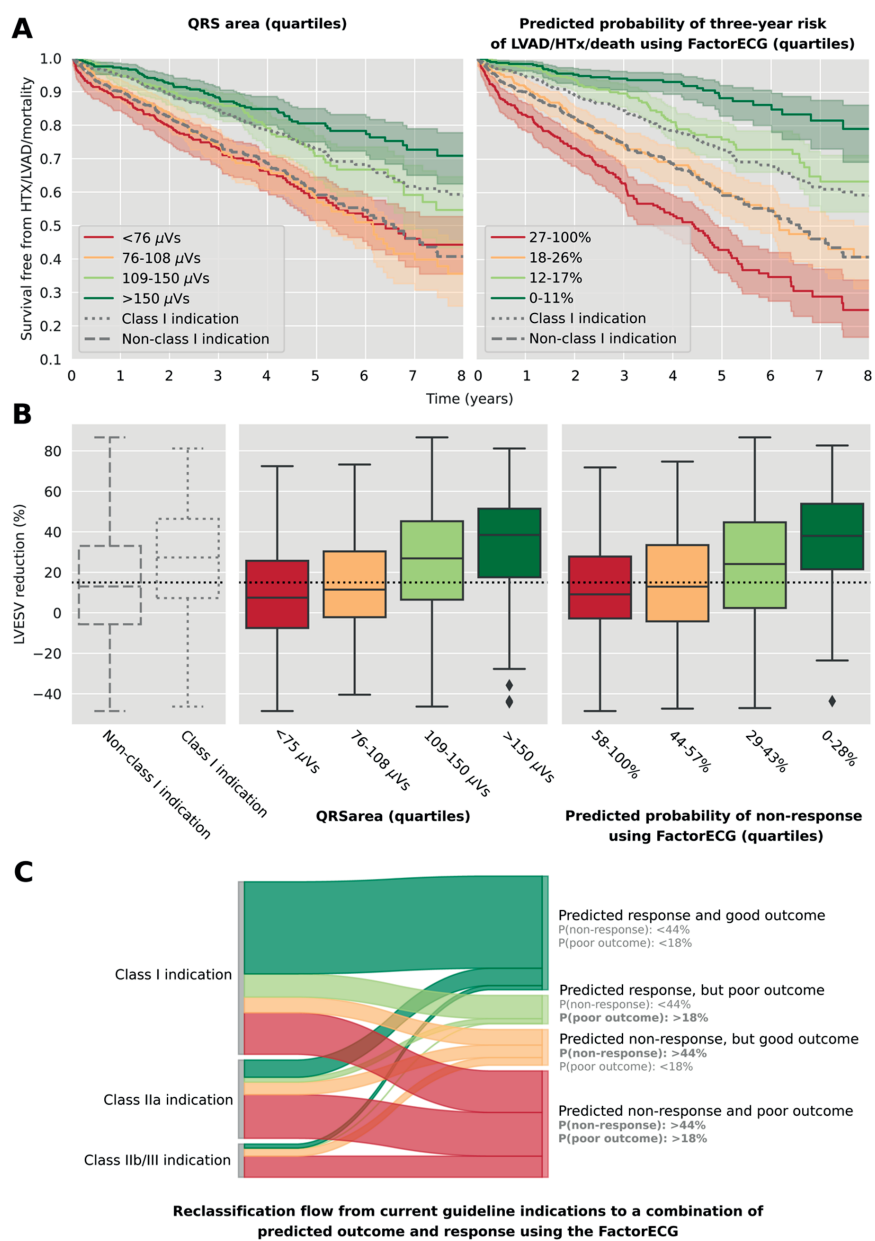 A
QRS area (quartiles)
Predicted probability of three-year risk
of LVAD/HTx/death using FactorECG (quartiles)
Survival free from HTX/LVAD/mortality
1.0
0.9
0.8
0.7
0.6
0.5
0.4
0.3
0.2
0.1
<76 μVs
76-108 μVs
109-150 μVs
>150 μVs
Class I indication
Non-class I indication
27-100%
18-26%
12-17%
0-11%
Class I indication
Non-class I indication
0 1 2 3 4 5 6 7 8
0 1 2 3 4 5 6 7 8
Time (years)
B
LVESV reduction (%)
80
60
40
20
0
−20
−40
Non-class I indication
Class I indication
<75 μVs
76-108 μVs
109-150 μVs
>150 μVs
58-100%
44-57%
29-43%
0-28%
QRSarea (quartiles)
Predicted probability of non-response
using FactorECG (quartiles)
C
Class I indication
Class IIa indication
Class IIb/III indication
Predicted response and good outcome
P(non-response): <44%
P(poor outcome): <18%
Predicted response, but poor outcome
P(non-response): <44%
P(poor outcome): >18%
Predicted non-response, but good outcome
P(non-response): >44%
P(poor outcome): <18%
Predicted non-response and poor outcome
P(non-response): >44%
P(poor outcome): >18%
Reclassification flow from current guideline indications to a combination of
predicted outcome and response using the FactorECG